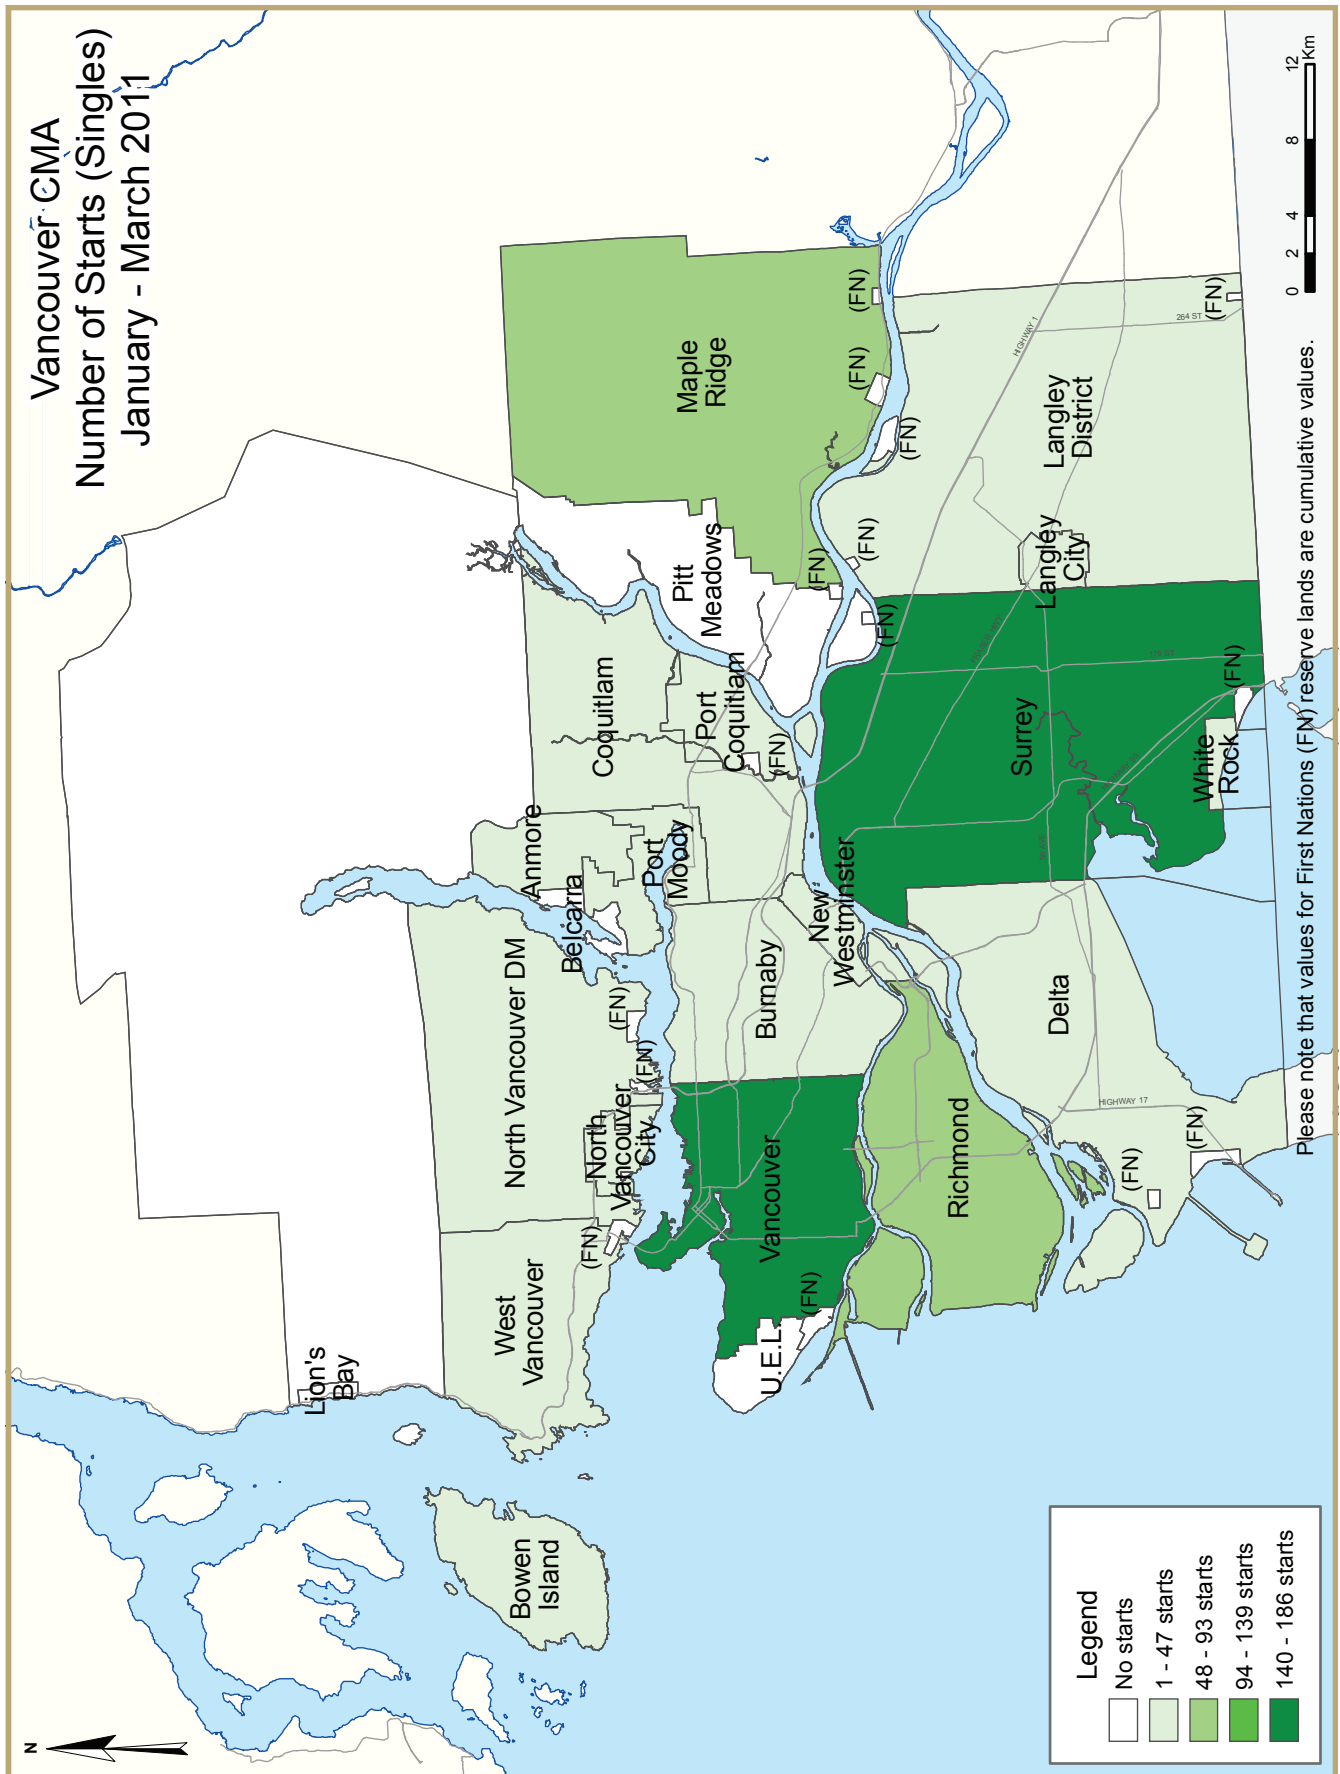 Vancouver CMA
Number of Starts (Singles)
January - March 2011
N
Lion's
Bay
Bowen
Island
West
Vancouver
North Vancouver DM
North
Vancouver
City
(FN)
(FN)
(FN)
Belcarra
Anmore
Port
Moody
Coquitlam
Port
Coquitlam
(FN)
Pitt
Meadows
Maple
Ridge
(FN)
(FN)
(FN)
(FN)
(FN)
(FN)
U.E.L.
(FN)
Vancouver
Burnaby
New
Westminster
Richmond
Delta
(FN)
(FN)
HIGHWAY 17
Surrey
White
Rock
(FN)
Langley
City
Langley
District
HIGHWAY 1
264 ST
(FN)
Legend
No starts
1 - 47 starts
48 - 93 starts
94 - 139 starts
140 - 186 starts
Please note that values for First Nations (FN) reserve lands are cumulative values.
0 2 4 8 12
Km